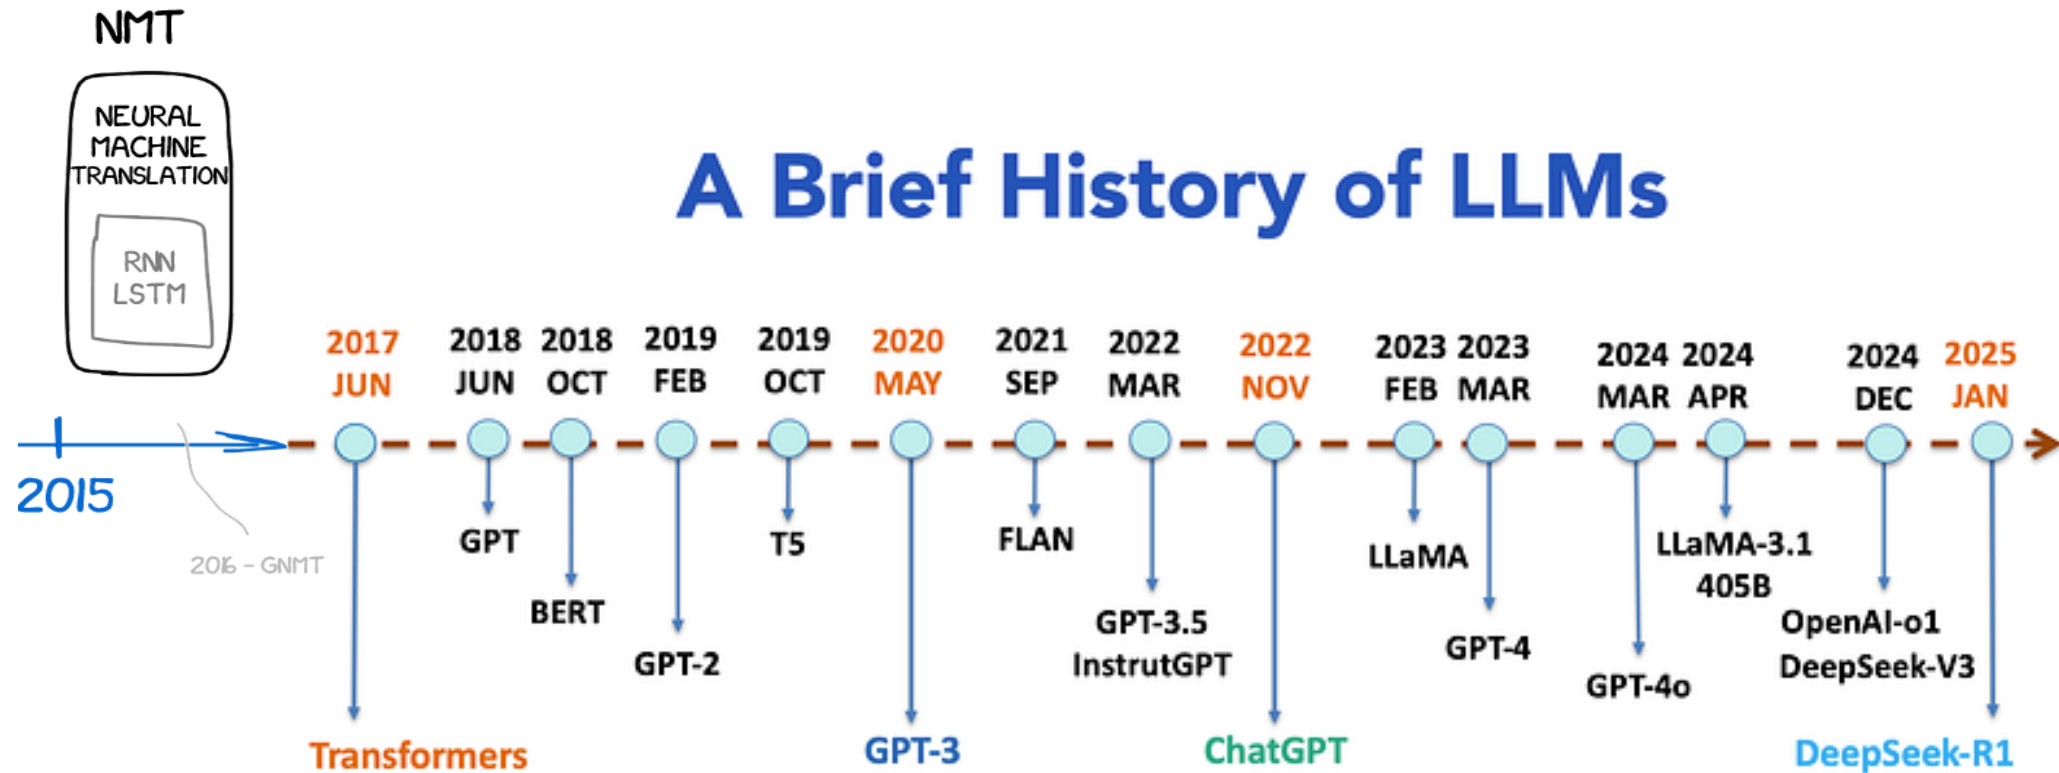 NMT
NEURAL
MACHINE
TRANSLATION
RNN
LSTM
A Brief History of LLMs
2015
2016 - GNMT
2017
JUN
Transformers
2018
JUN
GPT
2018
OCT
BERT
2019
FEB
GPT-2
2019
OCT
T5
2020
MAY
GPT-3
2021
SEP
FLAN
2022
MAR
GPT-3.5
InstrutGPT
2022
NOV
ChatGPT
2023
FEB
LLaMA
2023
MAR
GPT-4
2024
MAR
GPT-4o
2024
APR
LLaMA-3.1
405B
2024
DEC
OpenAI-o1
DeepSeek-V3
2025
JAN
DeepSeek-R1